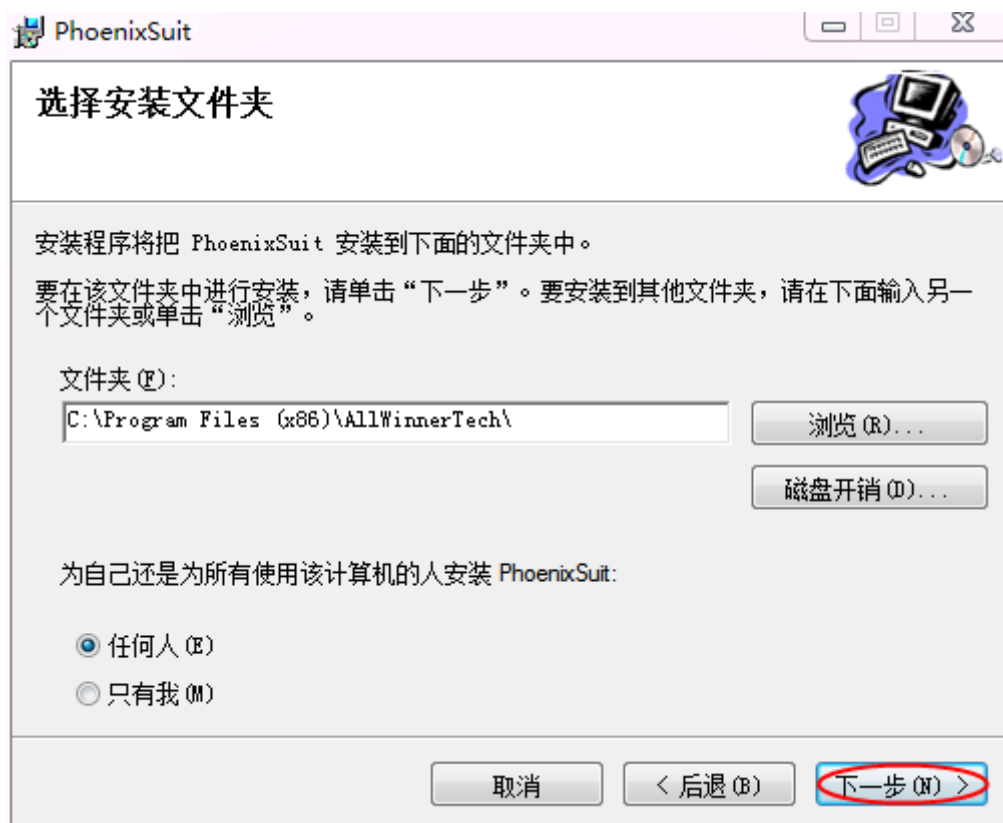 PhoenixSuit
选择安装文件夹
安装程序将把 PhoenixSuit 安装到下面的文件夹中。
要在该文件夹中进行安装，请单击“下一步”。要安装到其他文件夹，请在下面输入另一
个文件夹或单击“浏览”。
文件夹(F):
C:\Program Files (x86)\AllWinnerTech\
浏览(R)...
磁盘开销(D)...
为自己还是为所有使用该计算机的人安装 PhoenixSuit:
任何人(E)
只有我(M)
取消
< 后退(B)
下一步(N) >